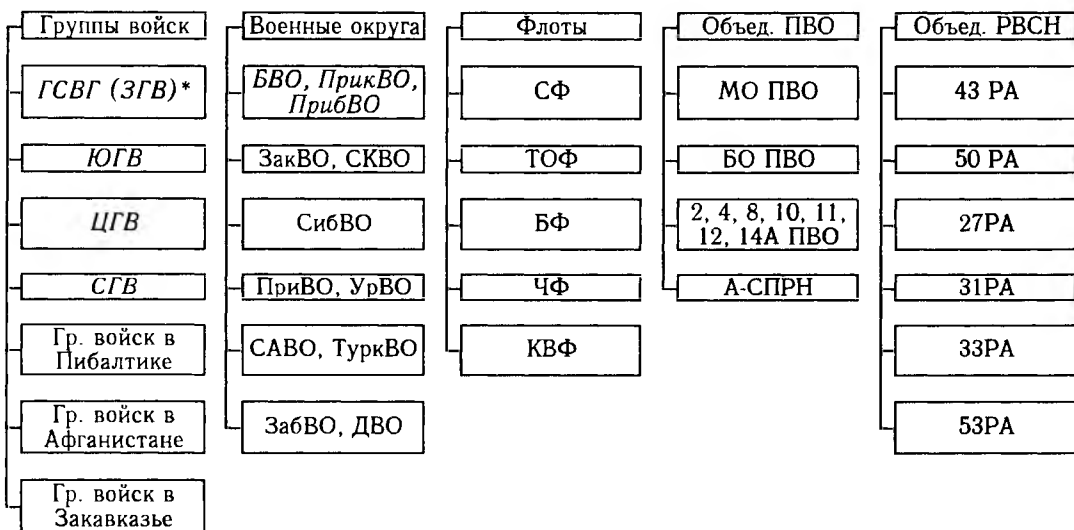 Группы войск
ГСВГ (ЗГВ)*
ЮГВ
ЦГВ
СГВ
Гр. войск в
Пибалтике
Гр. войск в
Афганистане
Гр. войск в
Закавказье
Военные округа
БВО, ПрикВО,
ПрибВО
ЗакВО, СКВО
СибВО
ПриВО, УрВО
САВО, ТуркВО
ЗабВО, ДВО
Флоты
СФ
ТОФ
БФ
ЧФ
КВФ
Объед. ПВО
МО ПВО
БО ПВО
2, 4, 8, 10, 11,
12, 14А ПВО
А-СПРН
Объед. РВСН
43 РА
50 РА
27РА
31РА
33РА
53РА